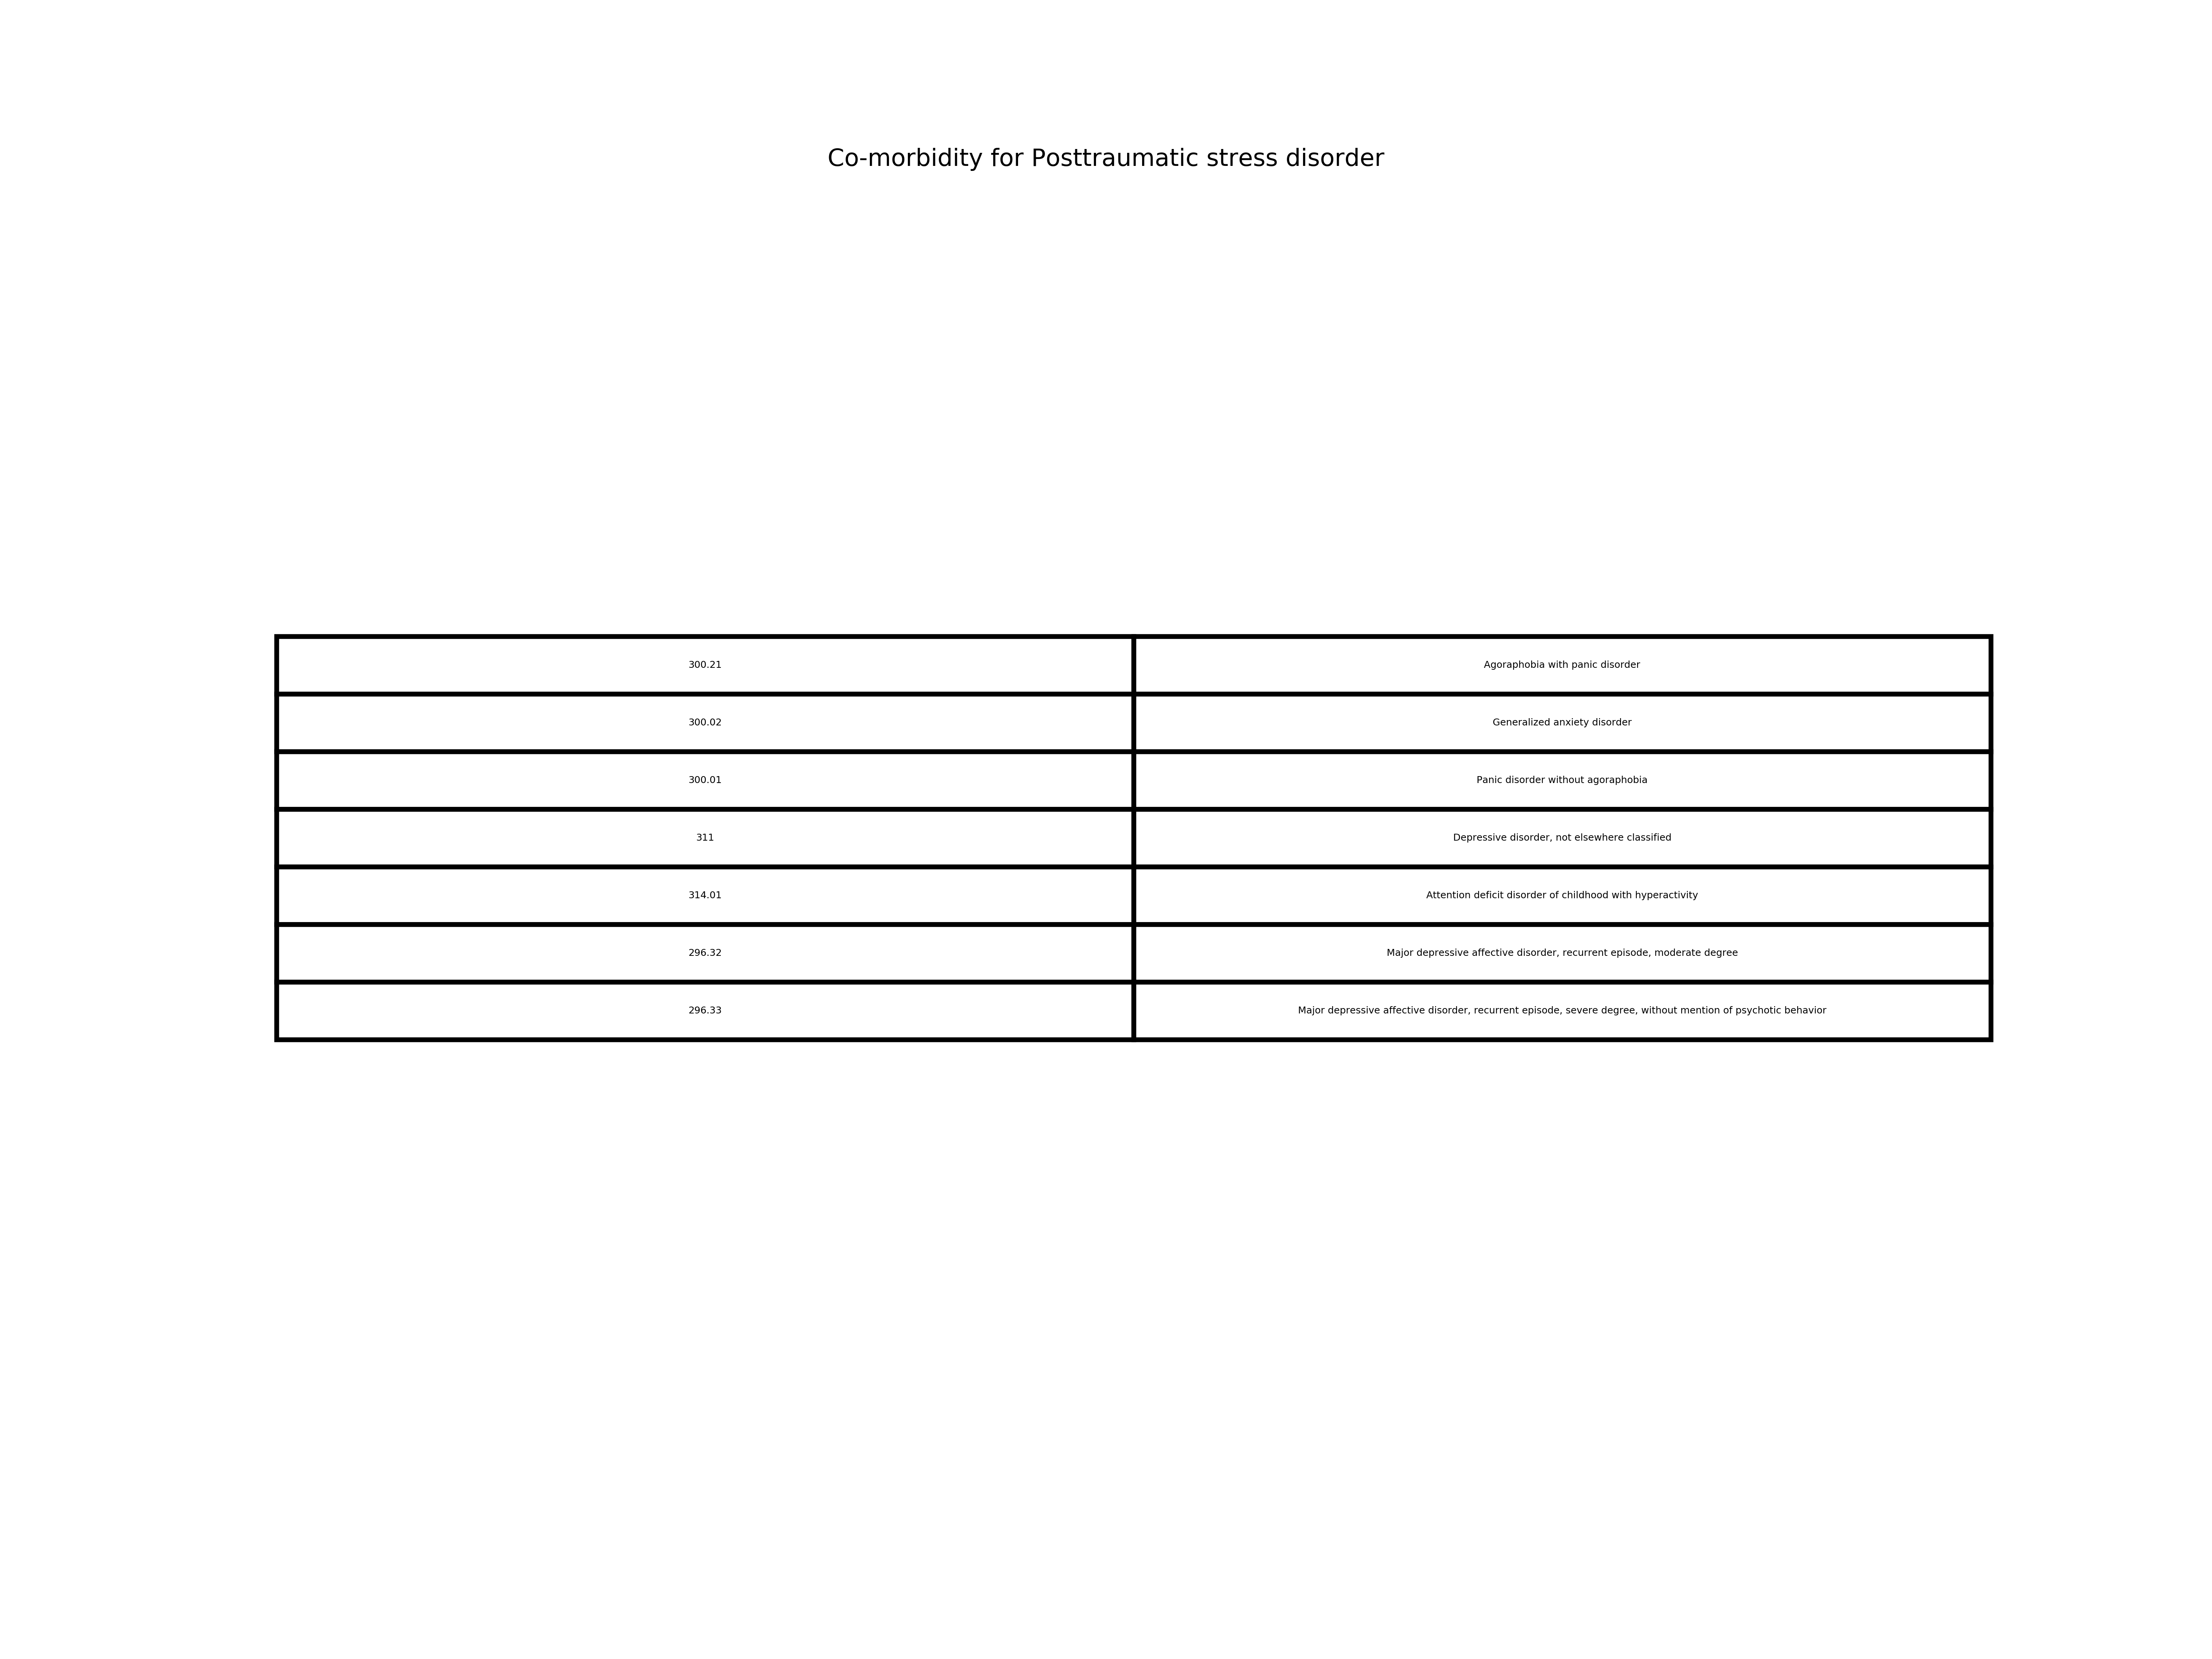 Co-morbidity for Posttraumatic stress disorder
300.21 Agoraphobia with panic disorder
300.02 Generalized anxiety disorder
300.01 Panic disorder without agoraphobia
311 Depressive disorder, not elsewhere classified
314.01 Attention deficit disorder of childhood with hyperactivity
296.32 Major depressive affective disorder, recurrent episode, moderate degree
296.33 Major depressive affective disorder, recurrent episode, severe degree, without mention of psychotic behavior